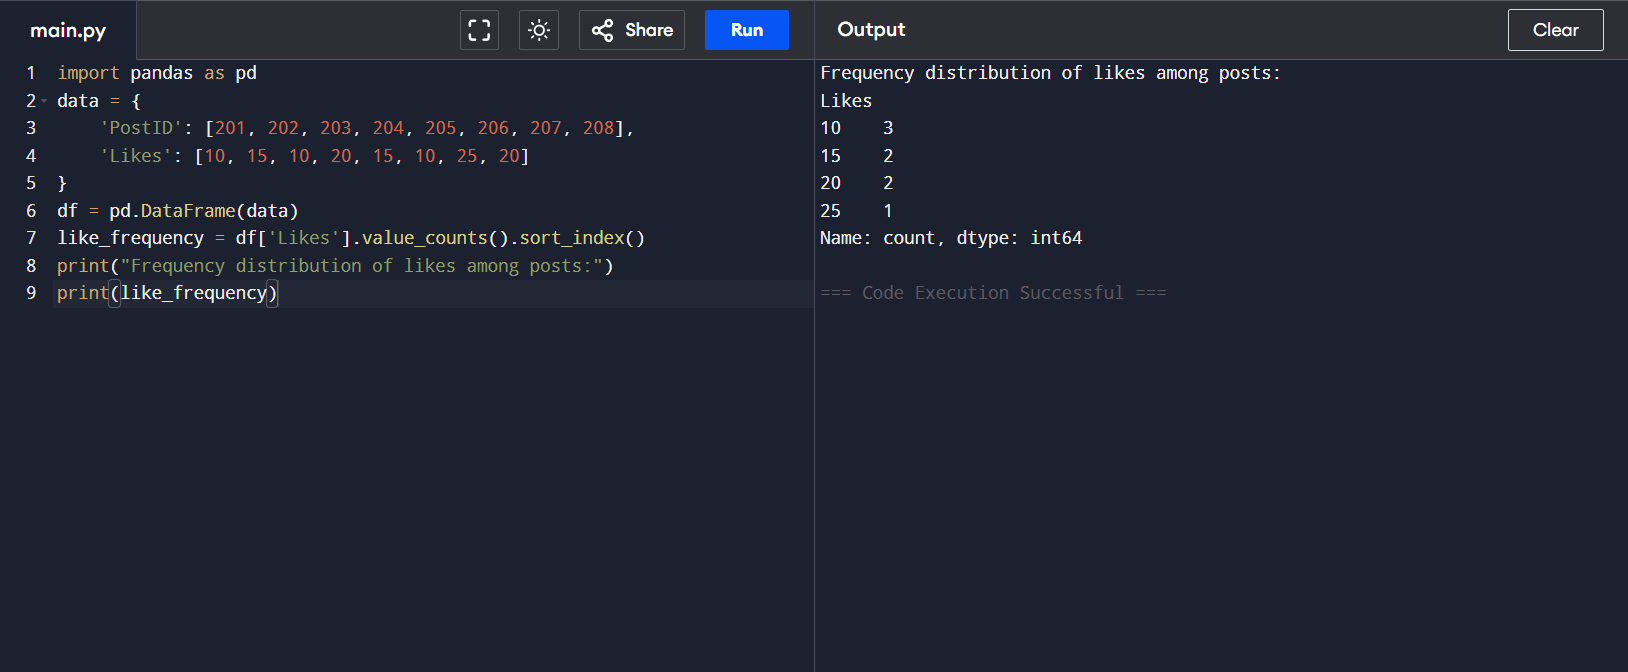 main.py
Share
Run
Output
Clear
1 import pandas as pd
2 data = {
3     'PostID': [201, 202, 203, 204, 205, 206, 207, 208],
4     'Likes': [10, 15, 10, 20, 15, 10, 25, 20]
5 }
6 df = pd.DataFrame(data)
7 like_frequency = df['Likes'].value_counts().sort_index()
8 print("Frequency distribution of likes among posts:")
9 print(like_frequency)
Frequency distribution of likes among posts:
Likes
10    3
15    2
20    2
25    1
Name: count, dtype: int64
=== Code Execution Successful ===